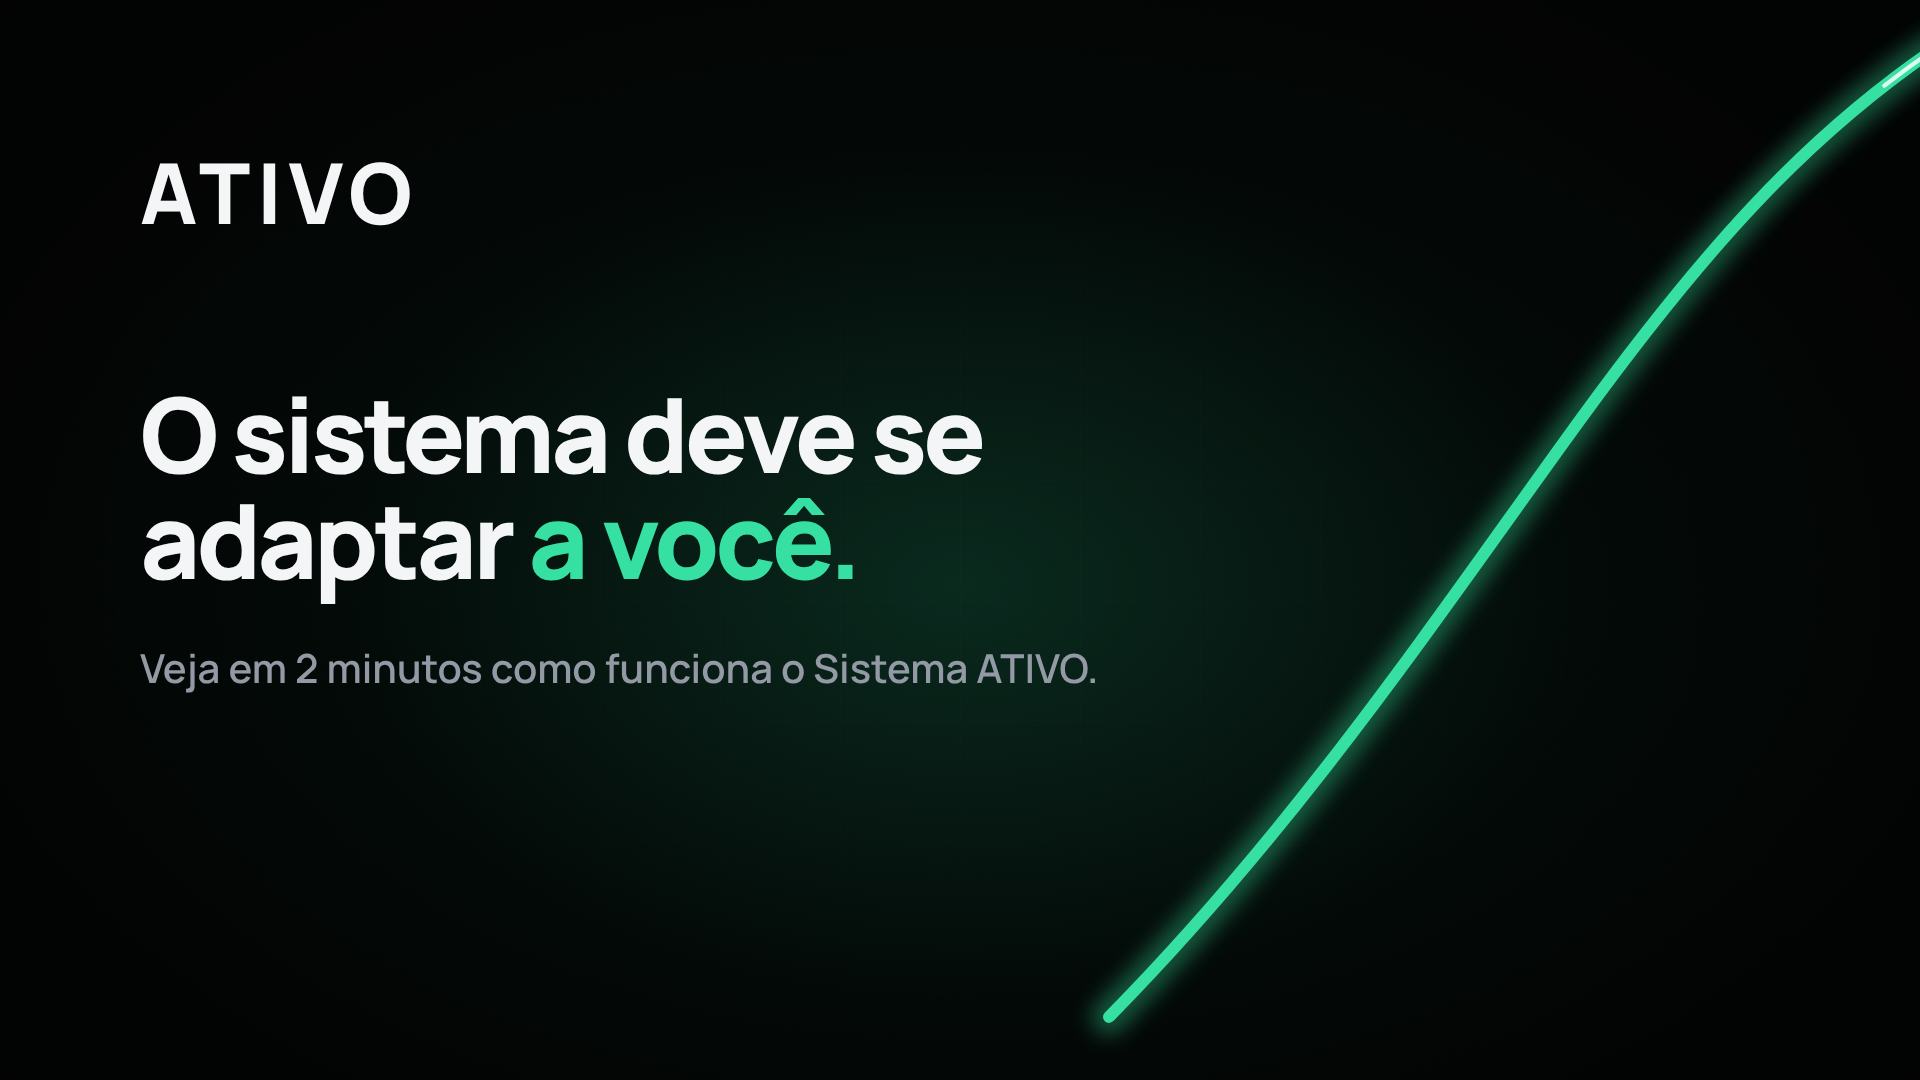 ATIVO
O sistema deve se
adaptar a você.
Veja em 2 minutos como funciona o Sistema ATIVO.